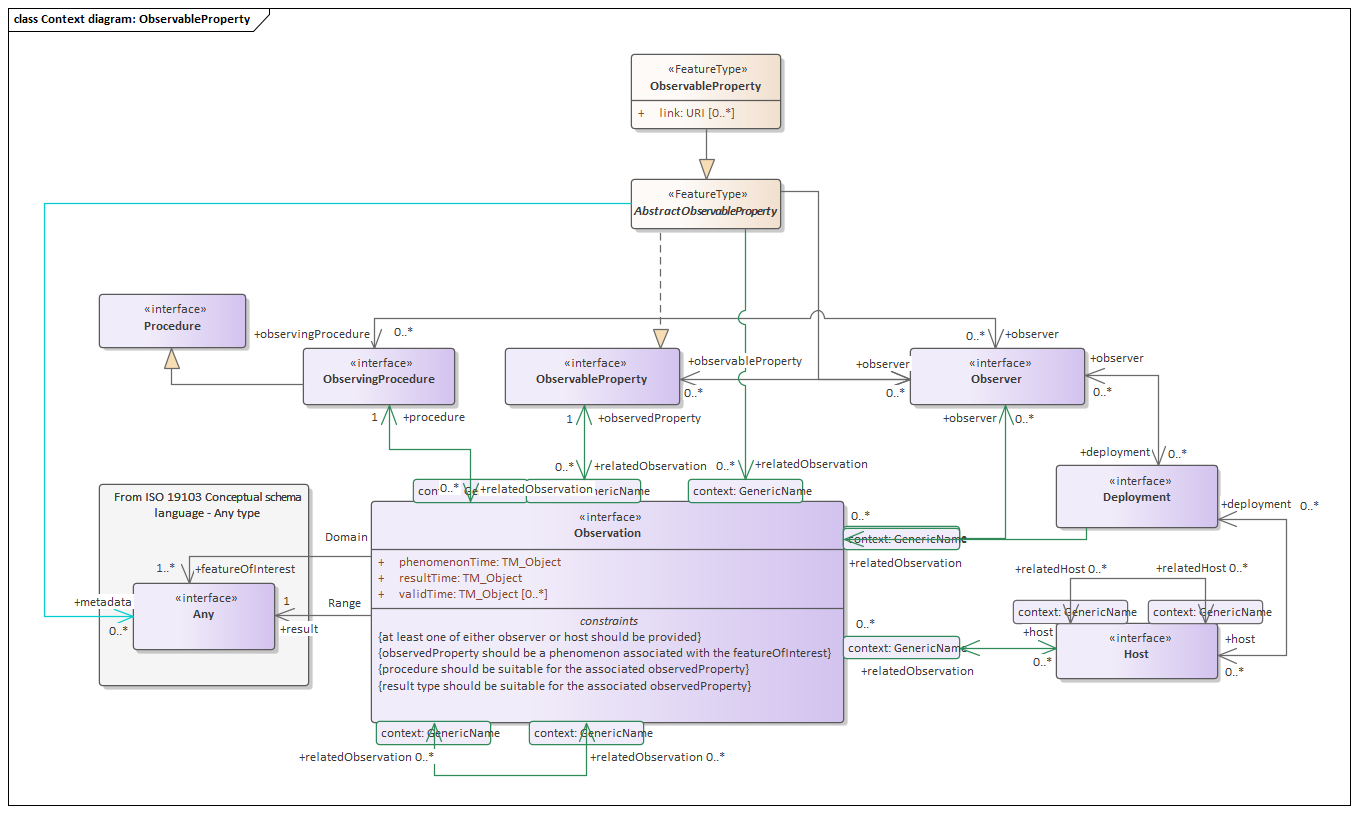 class Context diagram: ObservableProperty
«FeatureType»
ObservableProperty
+ link: URI [0..*]
«FeatureType»
AbstractObservableProperty
«interface»
Procedure
+observingProcedure
0..*
0..*
+observer
«interface»
ObservingProcedure
«interface»
ObservableProperty
+observableProperty
0..*
+observer
0..*
«interface»
Observer
+observer
0..*
1
+procedure
1
+observedProperty
+observer
0..*
+deployment
0..*
0..*
+relatedObservation
0..*
+relatedObservation
0..*
+relatedObservation
context: GenericName
«interface»
Deployment
+deployment
0..*
From ISO 19103 Conceptual schema
language - Any type
«interface»
Observation
0..*
context: GenericName
+relatedObservation
Domain
+ phenomenonTime: TM_Object
+ resultTime: TM_Object
+ validTime: TM_Object [0..*]
1..*
+featureOfInterest
+relatedHost 0..*
+relatedHost 0..*
«interface»
Any
+metadata
0..*
1
Range
+result
context: GenericName
context: GenericName
constraints
{at least one of either observer or host should be provided}
{observedProperty should be a phenomenon associated with the featureOfInterest}
{procedure should be suitable for the associated observedProperty}
{result type should be suitable for the associated observedProperty}
0..*
context: GenericName
+relatedObservation
+host
0..*
«interface»
Host
+host
0..*
context: GenericName
context: GenericName
+relatedObservation 0..*
+relatedObservation 0..*